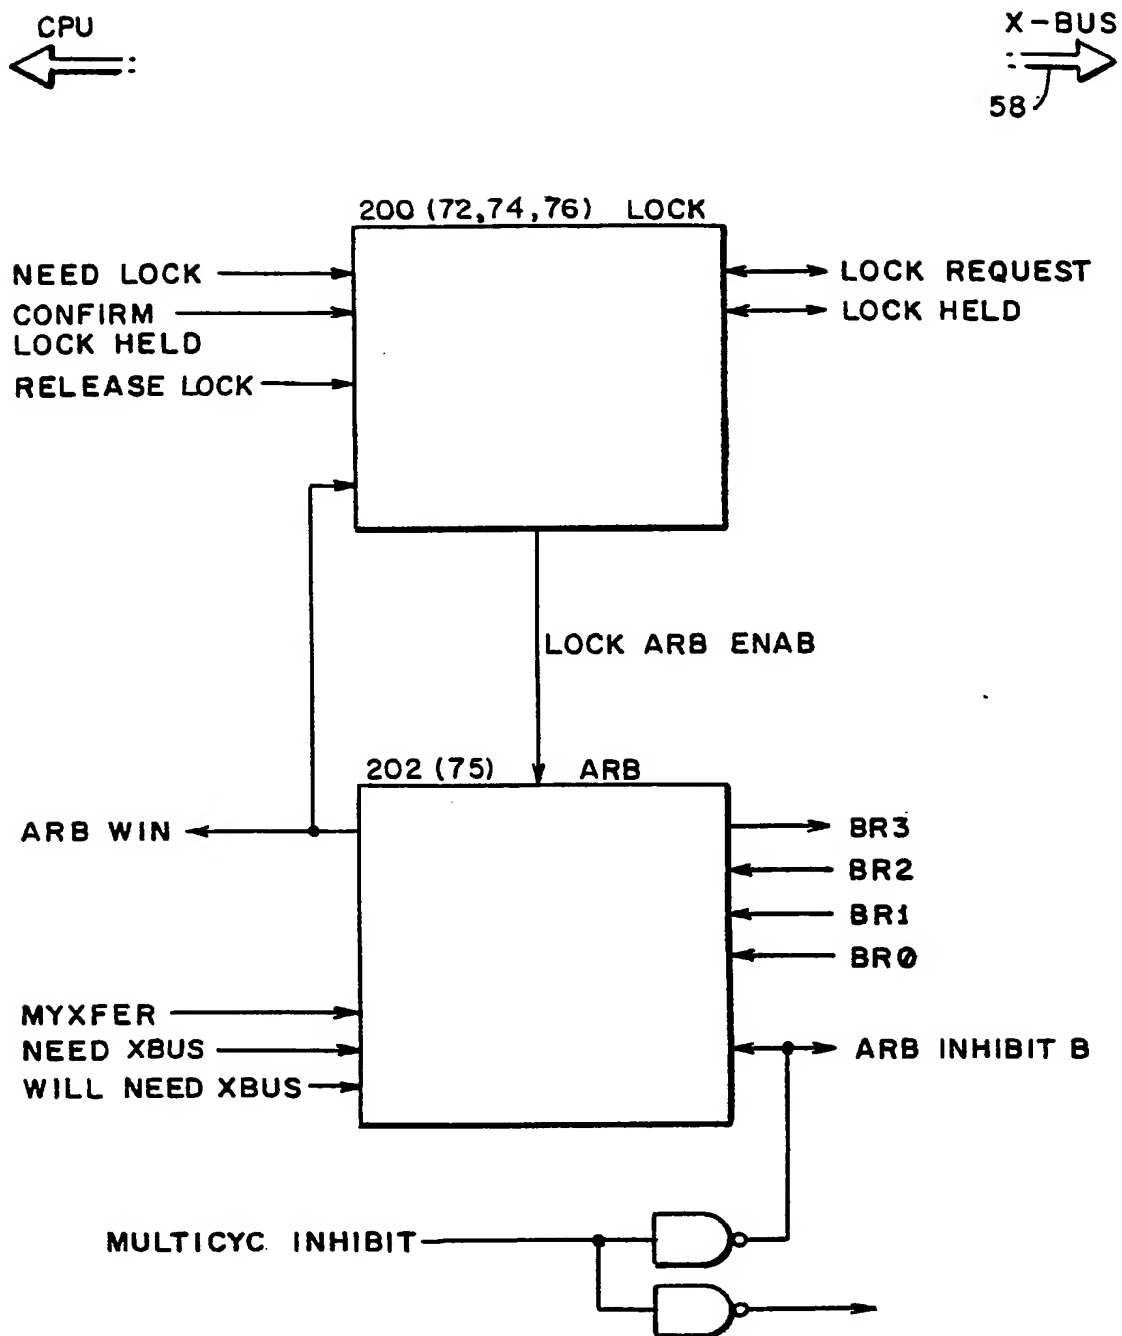 CPU
X-BUS
58
200 (72,74,76) LOCK
NEED LOCK
CONFIRM
LOCK HELD
RELEASE LOCK
LOCK REQUEST
LOCK HELD
LOCK ARB ENAB
202 (75) ARB
ARB WIN
BR3
BR2
BR1
BR0
MYXFER
NEED XBUS
WILL NEED XBUS
ARB INHIBIT B
MULTICYC INHIBIT